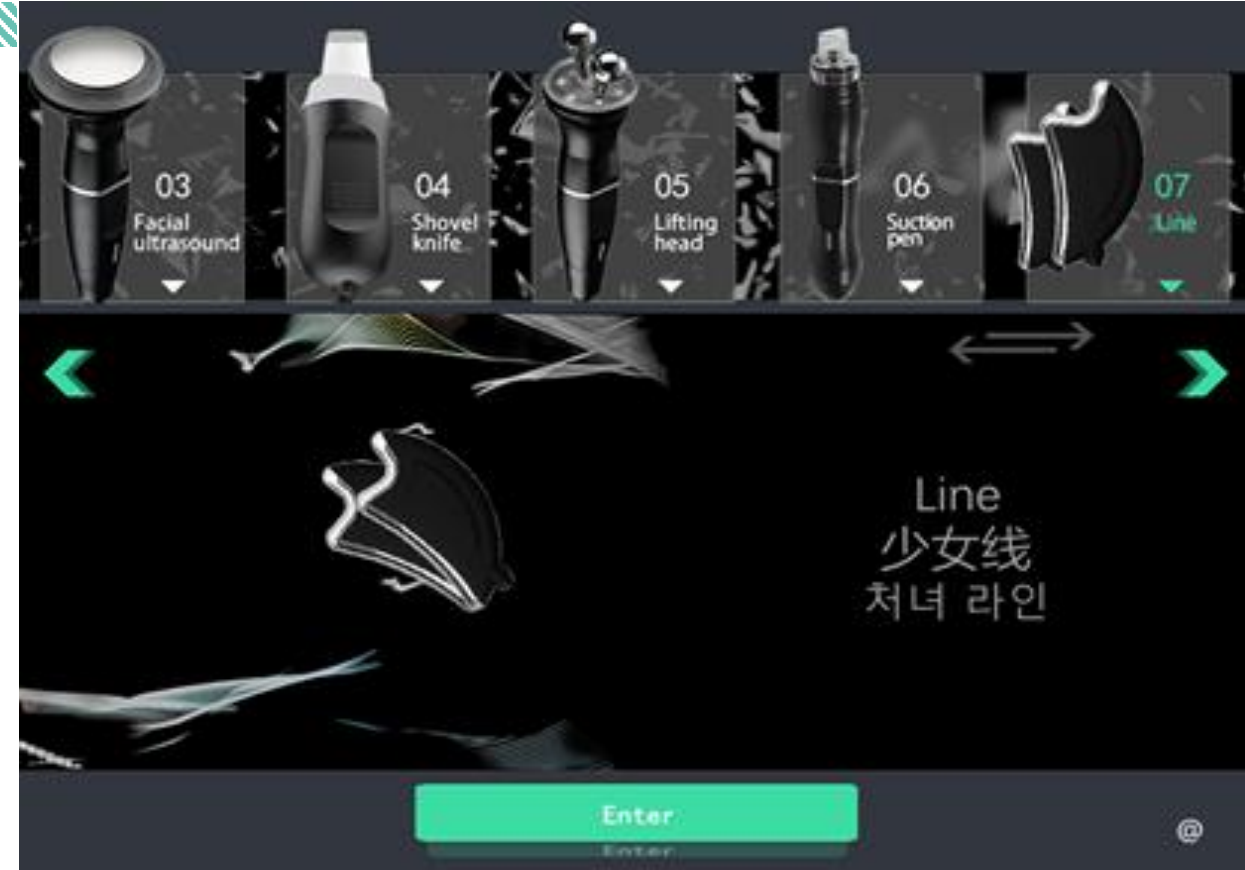 03
Facial
ultrasound
04
Shovel
knife
05
Lifting
head
06
Suction
pen
07
Line
Line
少女线
처녀 라인
Enter
Enter
@